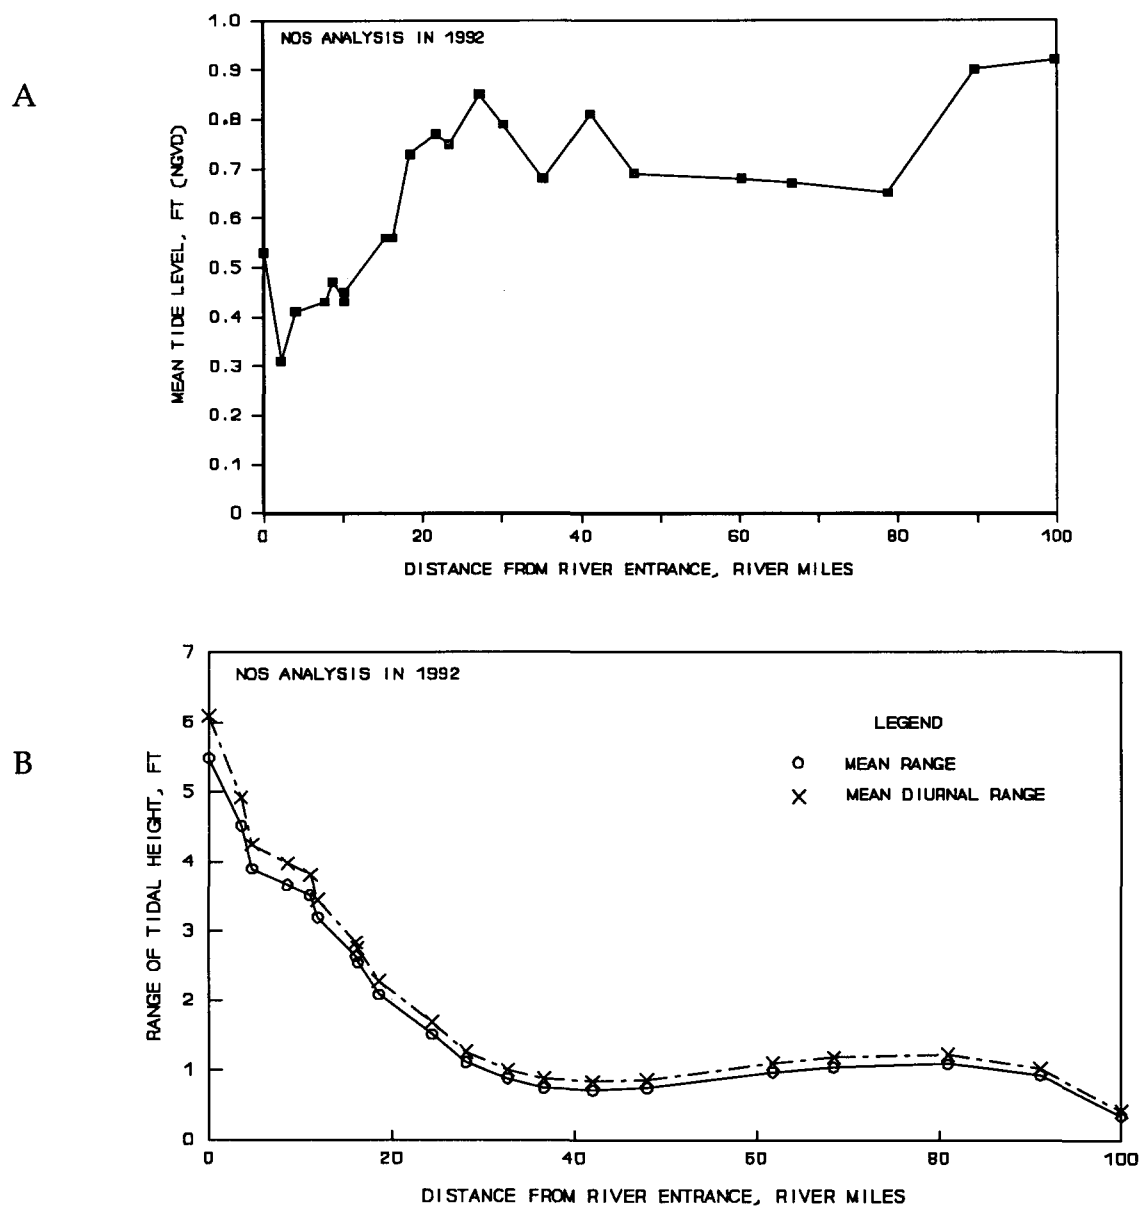 A
NOS ANALYSIS IN 1992
MEAN TIDE LEVEL, FT (NGVD)
1.0
0.9
0.8
0.7
0.6
0.5
0.4
0.3
0.2
0.1
0
0 20 40 60 80 100
DISTANCE FROM RIVER ENTRANCE, RIVER MILES
B
NOS ANALYSIS IN 1992
RANGE OF TIDAL HEIGHT, FT
7
6
5
4
3
2
1
0
LEGEND
MEAN RANGE
MEAN DIURNAL RANGE
0 20 40 60 80 100
DISTANCE FROM RIVER ENTRANCE, RIVER MILES